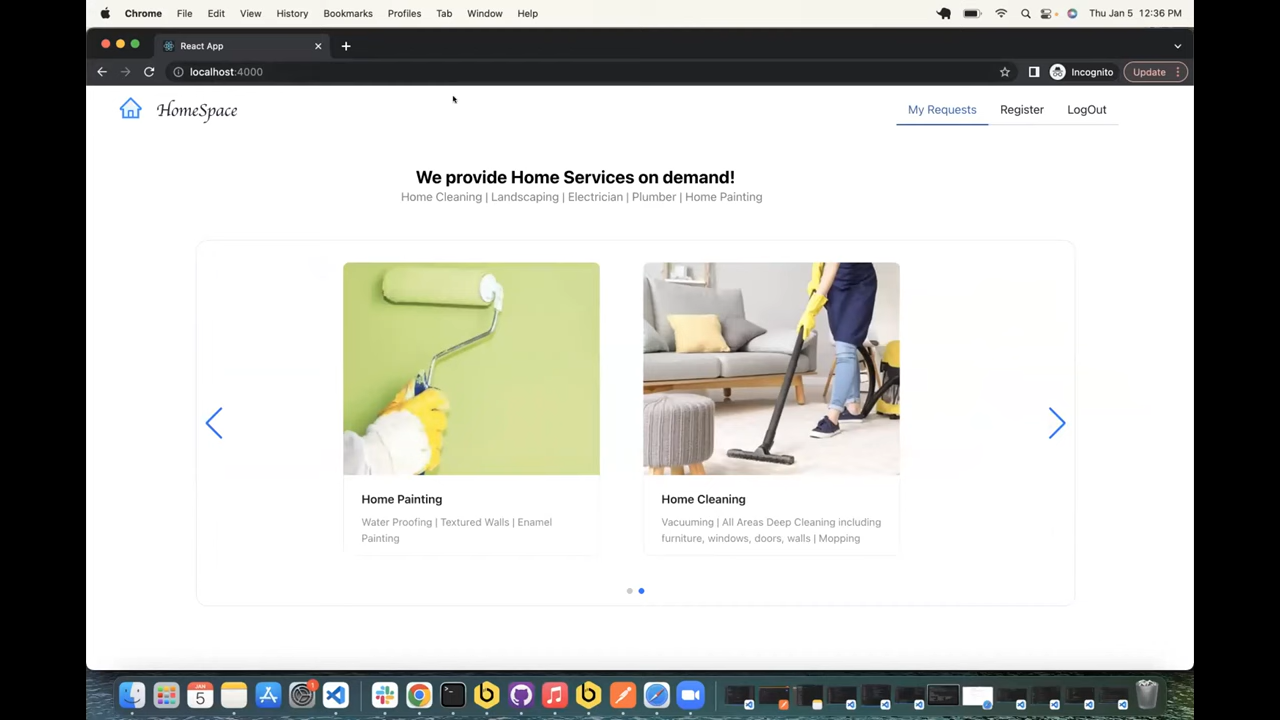 Chrome File Edit View History Bookmarks Profiles Tab Window Help Thu Jan 5 12:36 PM
React App
localhost:4000 Incognito Update
HomeSpace My Requests Register LogOut
We provide Home Services on demand!
Home Cleaning | Landscaping | Electrician | Plumber | Home Painting
Home Painting
Water Proofing | Textured Walls | Enamel
Painting
Home Cleaning
Vacuuming | All Areas Deep Cleaning including
furniture, windows, doors, walls | Mopping
JAN
5
1